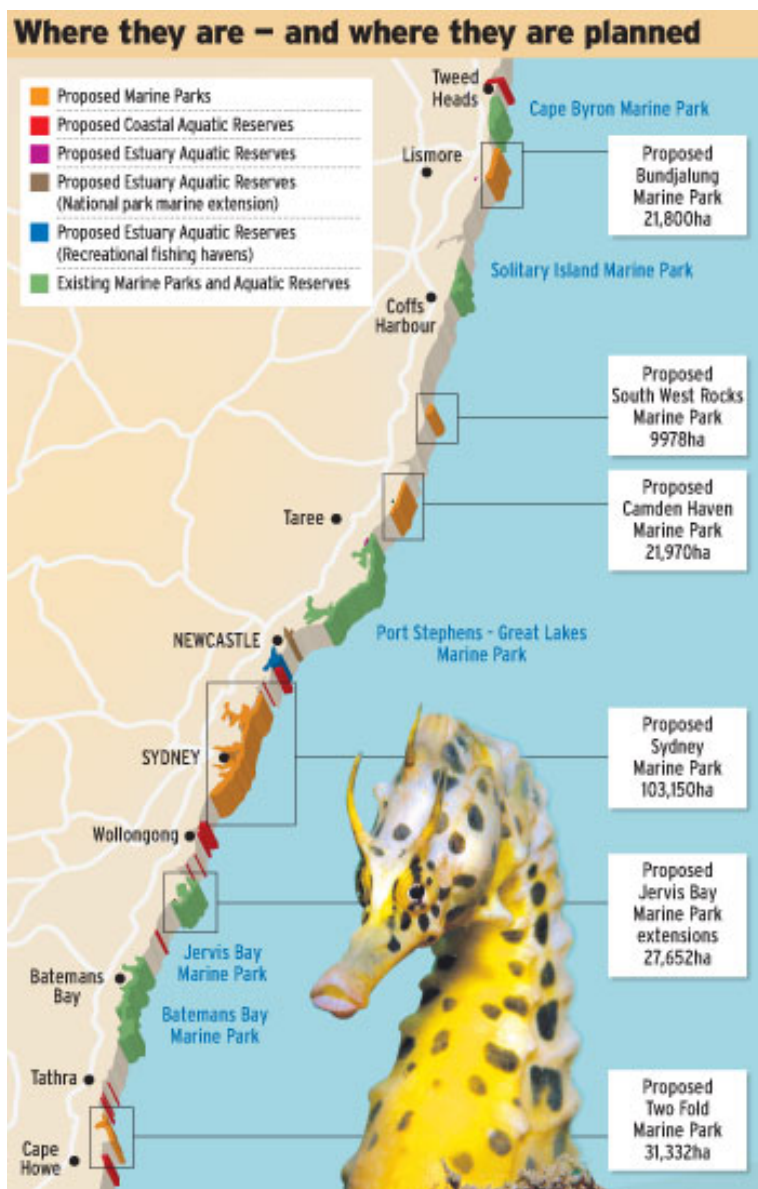 Where they are – and where they are planned
Proposed Marine Parks
Proposed Coastal Aquatic Reserves
Proposed Estuary Aquatic Reserves
Proposed Estuary Aquatic Reserves
(National park marine extension)
Proposed Estuary Aquatic Reserves
(Recreational fishing havens)
Existing Marine Parks and Aquatic Reserves
Tweed
Heads
Cape Byron Marine Park
Lismore
Proposed
Bundjalung
Marine Park
21,800ha
Solitary Island Marine Park
Coffs
Harbour
Proposed
South West Rocks
Marine Park
9978ha
Proposed
Camden Haven
Marine Park
21,970ha
Taree
NEWCASTLE
Port Stephens - Great Lakes
Marine Park
SYDNEY
Proposed
Sydney
Marine Park
103,150ha
Wollongong
Proposed
Jervis Bay
Marine Park
extensions
27,652ha
Jervis Bay
Marine Park
Batemans
Bay
Batemans Bay
Marine Park
Tathra
Proposed
Two Fold
Marine Park
31,332ha
Cape
Howe